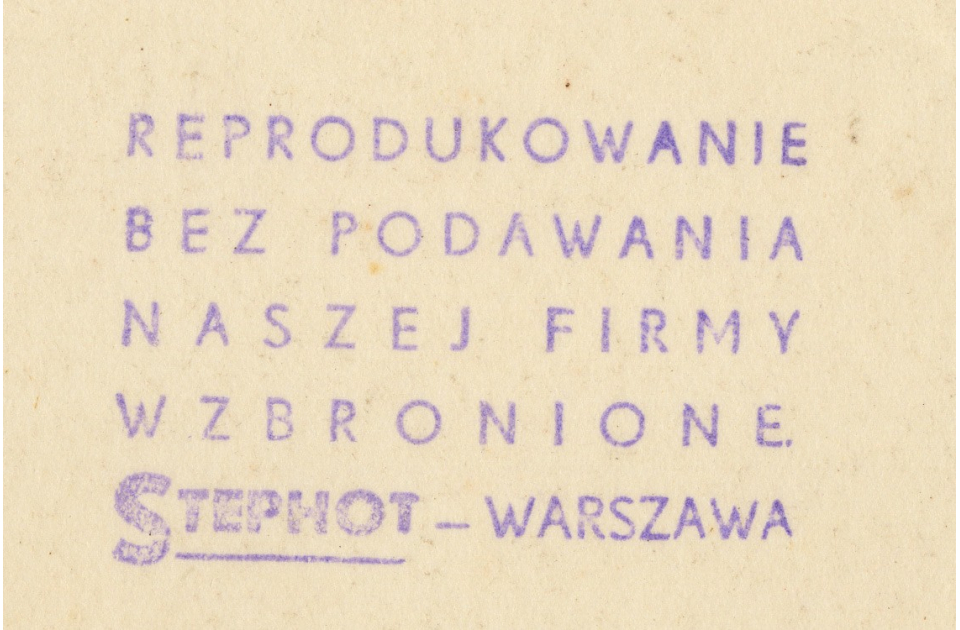 REPRODUKOWANIE
BEZ PODAWANIA
NASZEJ FIRMY
WZBRONIONE.
STEPHOT – WARSZAWA